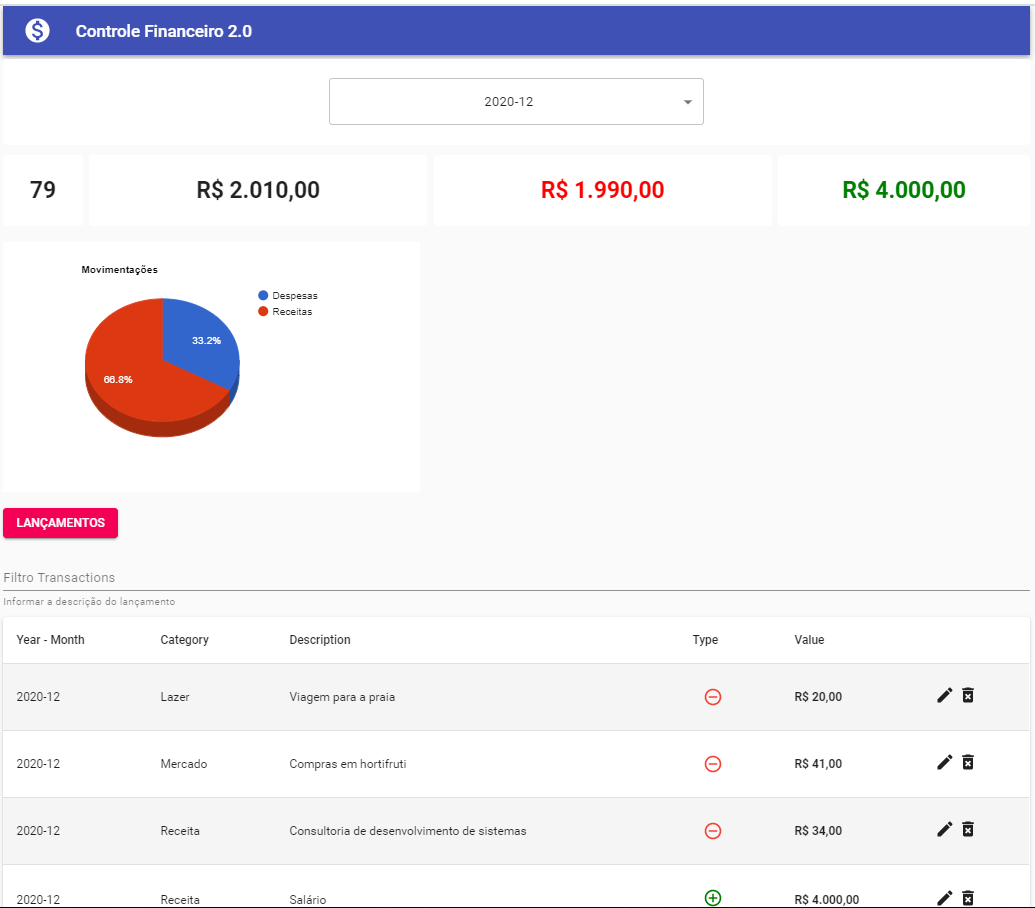 Controle Financeiro 2.0
2020-12
79
R$ 2.010,00
R$ 1.990,00
R$ 4.000,00
Movimentações
Despesas
Receitas
33.2%
66.8%
LANÇAMENTOS
Filtro Transactions
Informar a descrição do lançamento
Year - Month Category Description Type Value
2020-12 Lazer Viagem para a praia R$ 20,00
2020-12 Mercado Compras em hortifruti R$ 41,00
2020-12 Receita Consultoria de desenvolvimento de sistemas R$ 34,00
2020-12 Receita Salário R$ 4.000,00